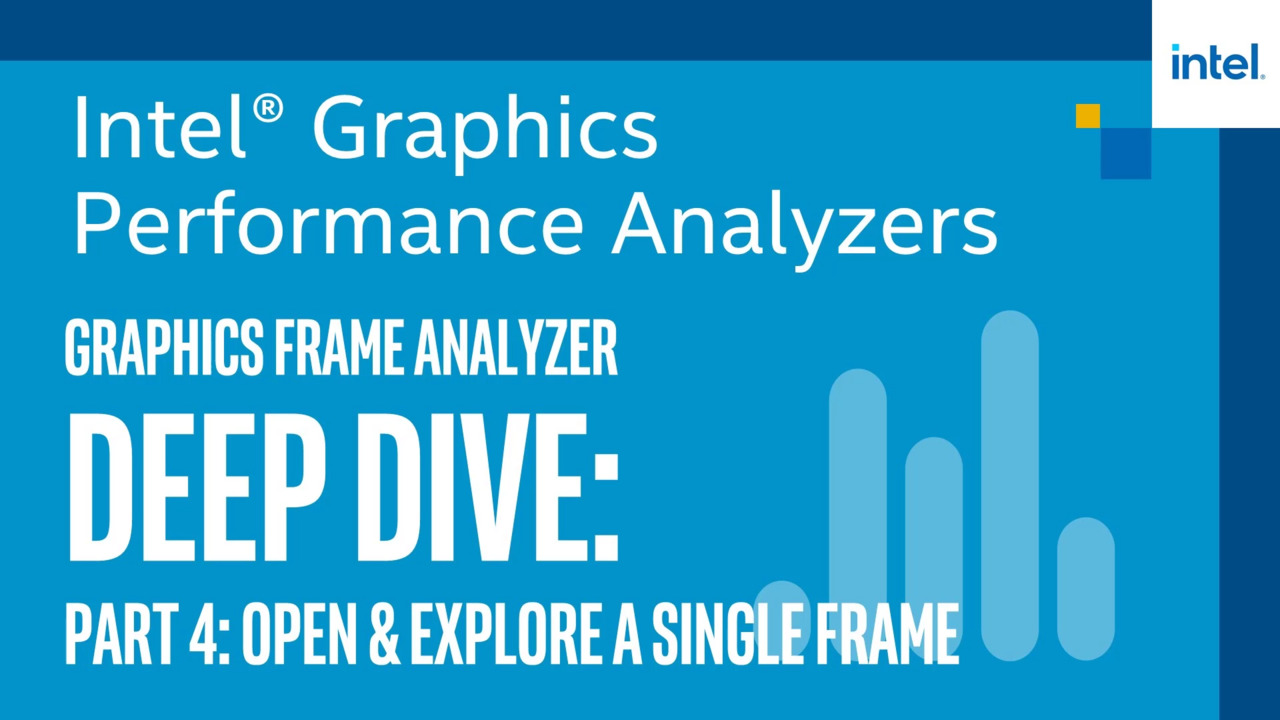 intel.
Intel® Graphics
Performance Analyzers
GRAPHICS FRAME ANALYZER
DEEP DIVE:
PART 4: OPEN & EXPLORE A SINGLE FRAME